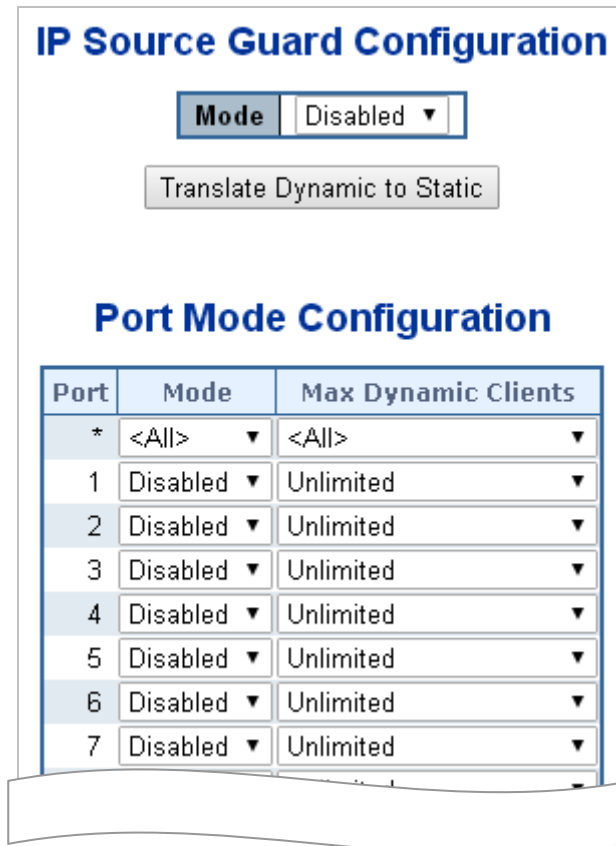 IP Source Guard Configuration
Mode Disabled
Translate Dynamic to Static
Port Mode Configuration
Port Mode Max Dynamic Clients
* <All> <All>
1 Disabled Unlimited
2 Disabled Unlimited
3 Disabled Unlimited
4 Disabled Unlimited
5 Disabled Unlimited
6 Disabled Unlimited
7 Disabled Unlimited